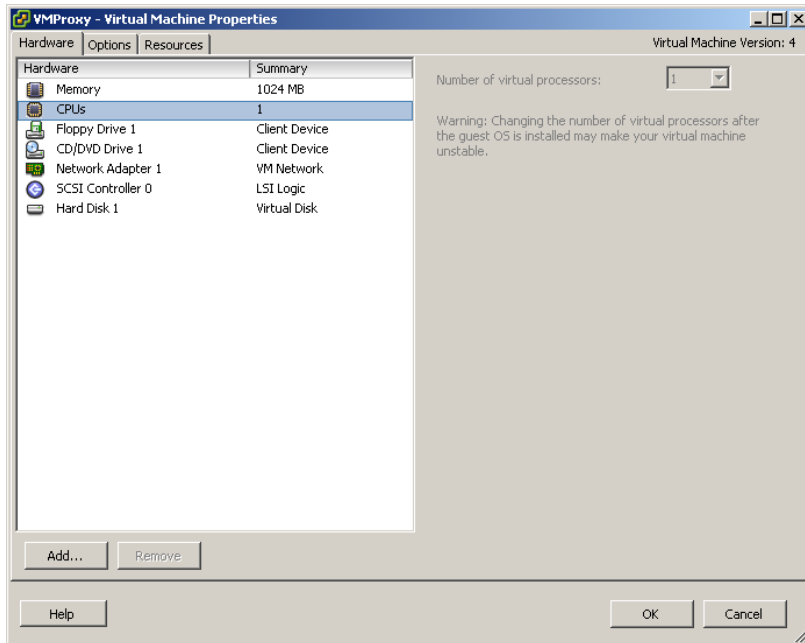 VMProxy - Virtual Machine Properties
Hardware Options Resources Virtual Machine Version: 4
Hardware Summary
Memory 1024 MB
CPUs 1
Floppy Drive 1 Client Device
CD/DVD Drive 1 Client Device
Network Adapter 1 VM Network
SCSI Controller 0 LSI Logic
Hard Disk 1 Virtual Disk
Number of virtual processors: 1
Warning: Changing the number of virtual processors after
the guest OS is installed may make your virtual machine
unstable.
Add... Remove
Help OK Cancel